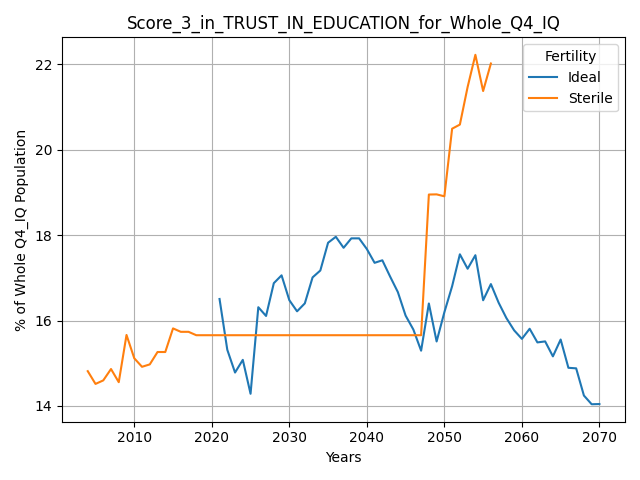 Score_3_in_TRUST_IN_EDUCATION_for_Whole_Q4_IQ
Fertility
Ideal
Sterile
% of Whole Q4_IQ Population
22
20
18
16
14
2010 2020 2030 2040 2050 2060 2070
Years